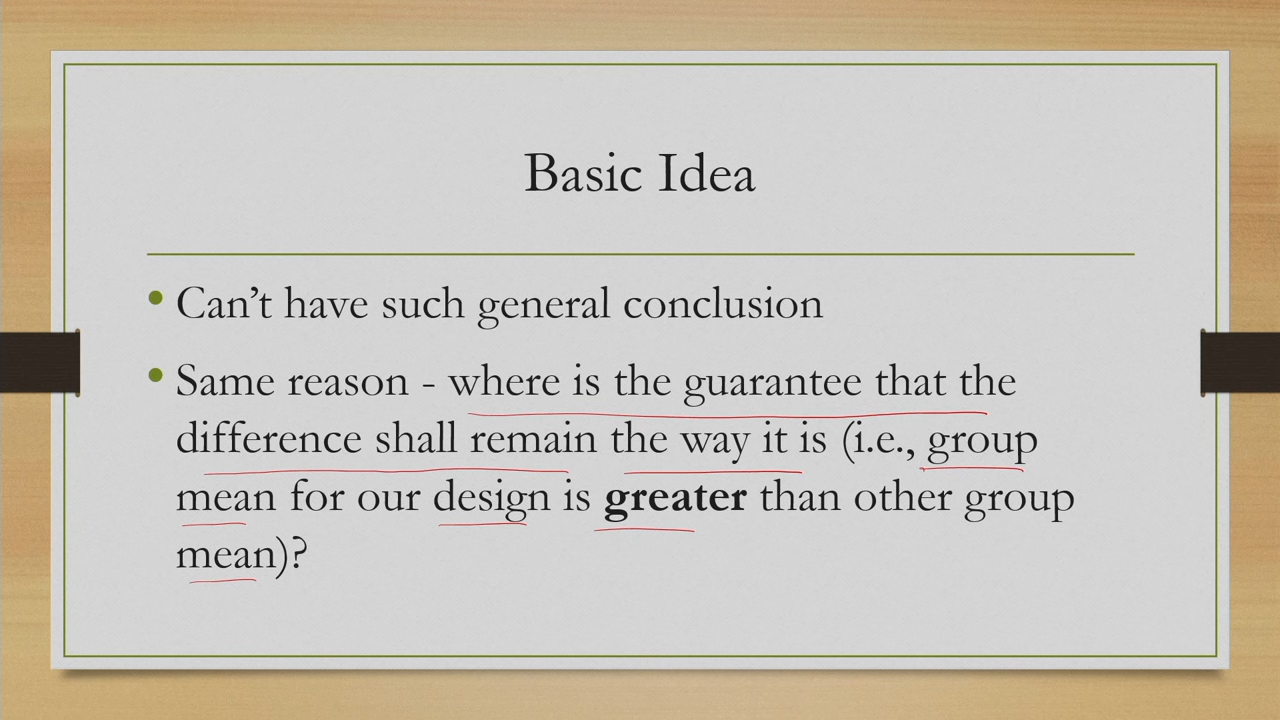 Basic Idea
• Can’t have such general conclusion
• Same reason - where is the guarantee that the
difference shall remain the way it is (i.e., group
mean for our design is greater than other group
mean)?